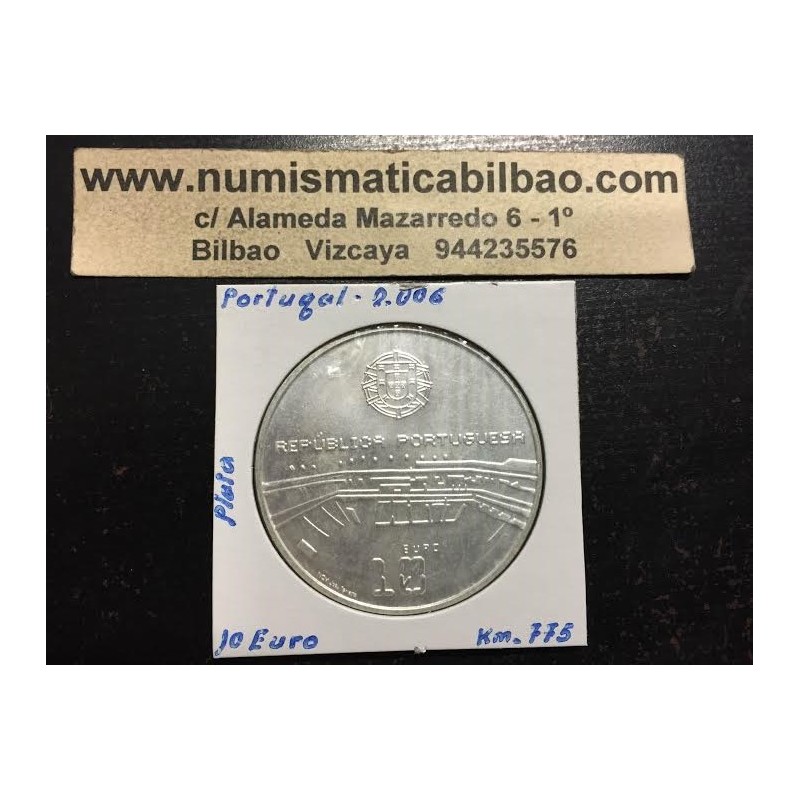 www.numismaticabilbao.com
c/ Alameda Mazarredo 6 - 1º
Bilbao Vizcaya 944235576
Portugal - 2.006
REPÚBLICA PORTUGUESA
Plata
EURO
10
10 Euro
Km. 775